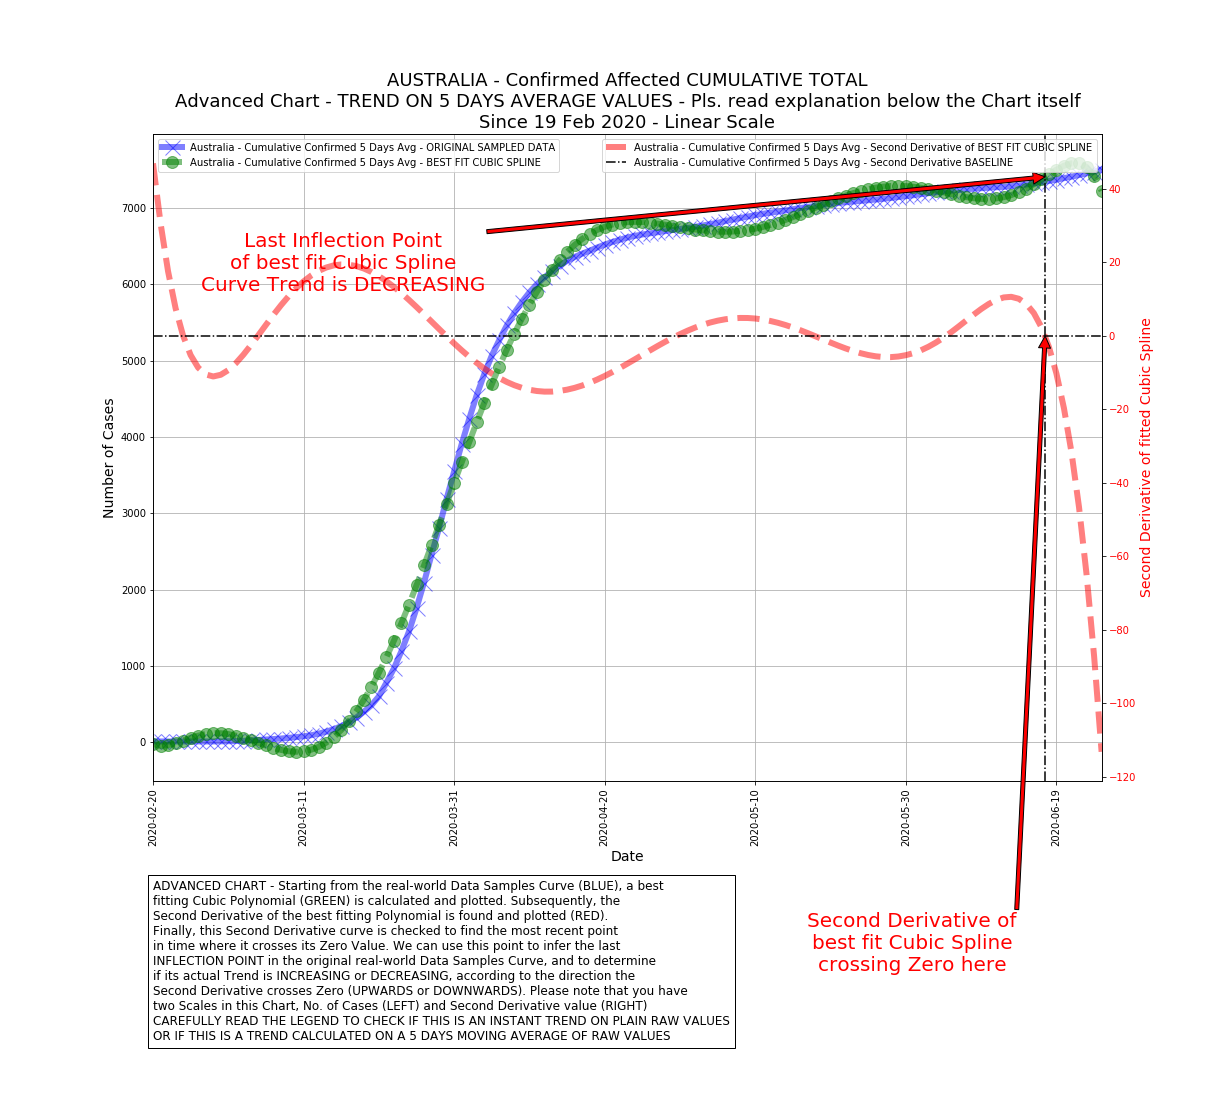 AUSTRALIA - Confirmed Affected CUMULATIVE TOTAL
Advanced Chart - TREND ON 5 DAYS AVERAGE VALUES - Pls. read explanation below the Chart itself
Since 19 Feb 2020 - Linear Scale
Australia - Cumulative Confirmed 5 Days Avg - ORIGINAL SAMPLED DATA
Australia - Cumulative Confirmed 5 Days Avg - BEST FIT CUBIC SPLINE
Australia - Cumulative Confirmed 5 Days Avg - Second Derivative of BEST FIT CUBIC SPLINE
Australia - Cumulative Confirmed 5 Days Avg - Second Derivative BASELINE
Last Inflection Point
of best fit Cubic Spline
Curve Trend is DECREASING
Number of Cases
7000
6000
5000
4000
3000
2000
1000
0
40
20
0
−20
−40
−60
−80
−100
−120
Second Derivative of fitted Cubic Spline
2020-02-20
2020-03-11
2020-03-31
2020-04-20
2020-05-10
2020-05-30
2020-06-19
Date
ADVANCED CHART - Starting from the real-world Data Samples Curve (BLUE), a best
fitting Cubic Polynomial (GREEN) is calculated and plotted. Subsequently, the
Second Derivative of the best fitting Polynomial is found and plotted (RED).
Finally, this Second Derivative curve is checked to find the most recent point
in time where it crosses its Zero Value. We can use this point to infer the last
INFLECTION POINT in the original real-world Data Samples Curve, and to determine
if its actual Trend is INCREASING or DECREASING, according to the direction the
Second Derivative crosses Zero (UPWARDS or DOWNWARDS). Please note that you have
two Scales in this Chart, No. of Cases (LEFT) and Second Derivative value (RIGHT)
CAREFULLY READ THE LEGEND TO CHECK IF THIS IS AN INSTANT TREND ON PLAIN RAW VALUES
OR IF THIS IS A TREND CALCULATED ON A 5 DAYS MOVING AVERAGE OF RAW VALUES
Second Derivative of
best fit Cubic Spline
crossing Zero here